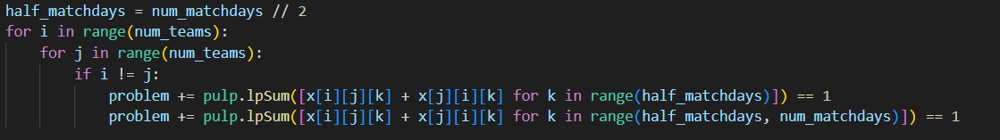 half_matchdays = num_matchdays // 2
for i in range(num_teams):
    for j in range(num_teams):
        if i != j:
            problem += pulp.lpSum([x[i][j][k] + x[j][i][k] for k in range(half_matchdays)]) == 1
            problem += pulp.lpSum([x[i][j][k] + x[j][i][k] for k in range(half_matchdays, num_matchdays)]) == 1